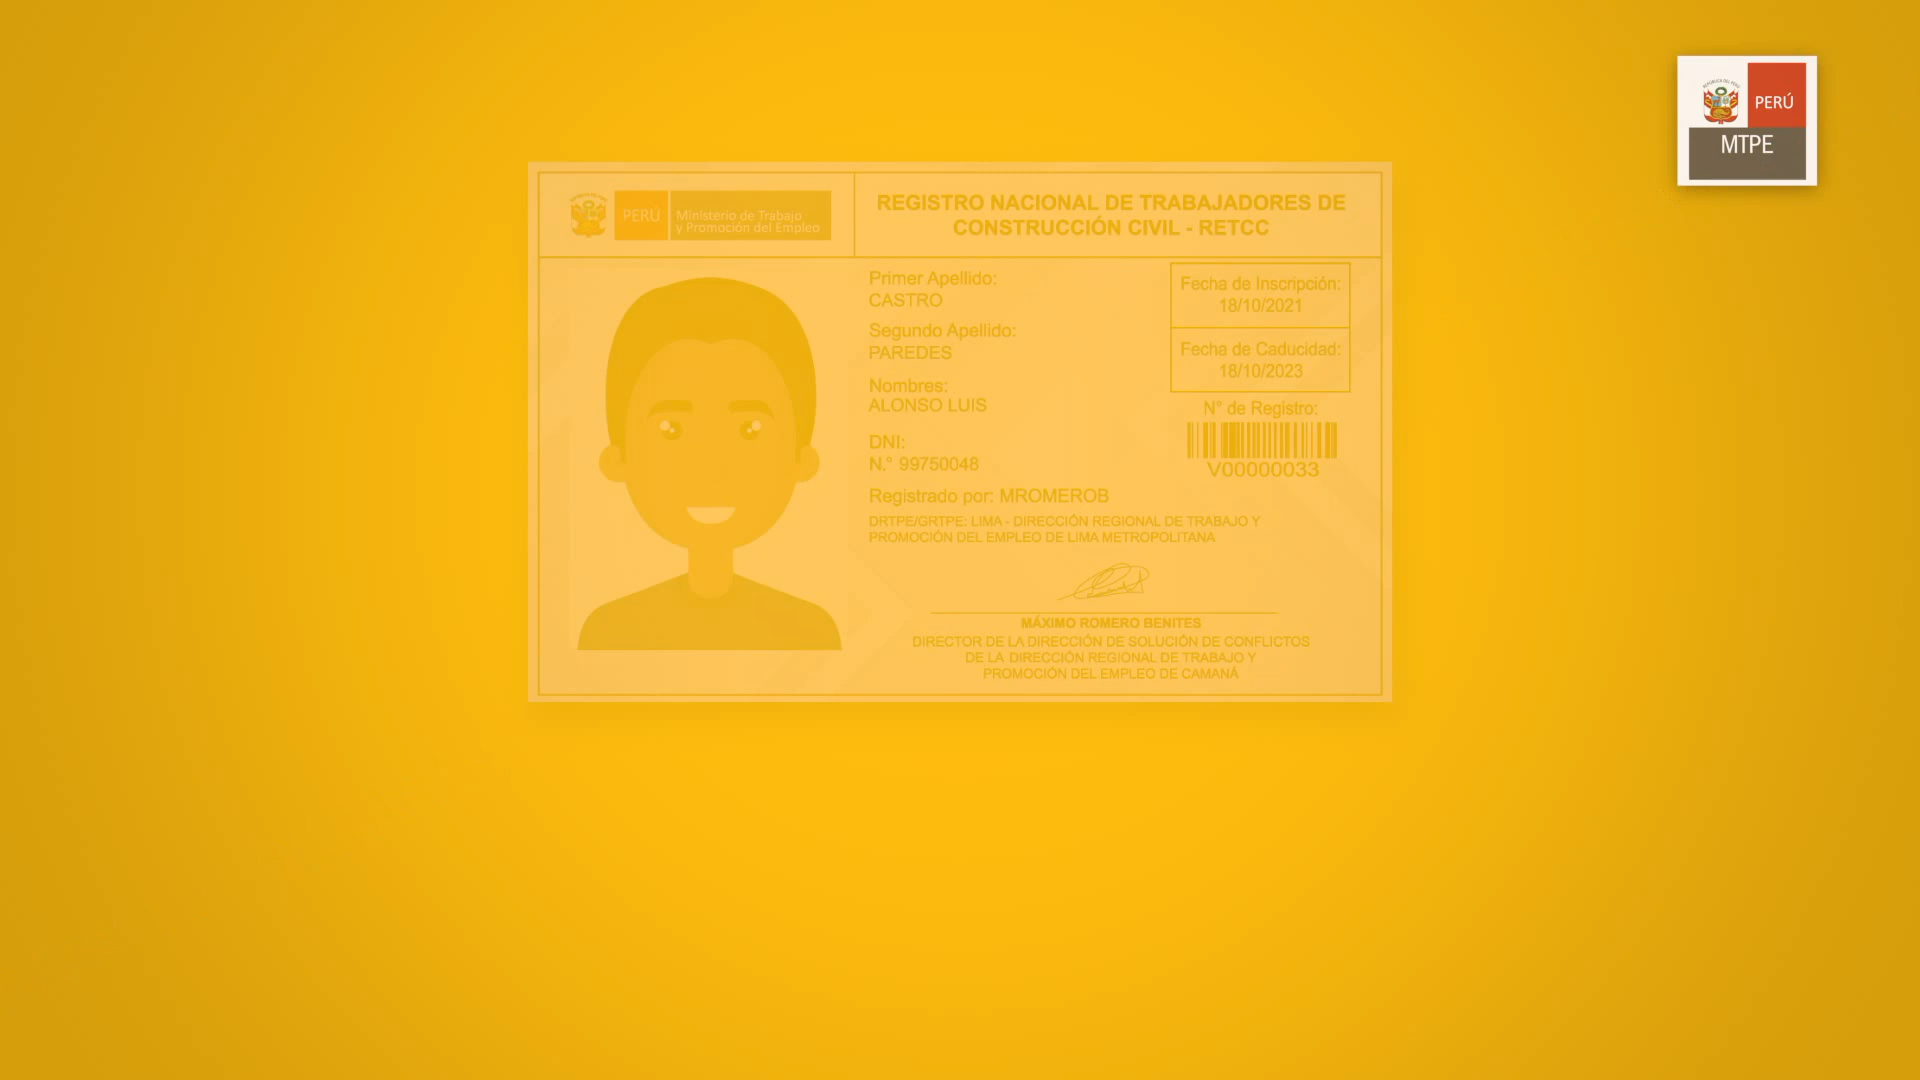 REPÚBLICA DEL PERÚ
PERÚ
MTPE
PERÚ
Ministerio de Trabajo
y Promoción del Empleo
REGISTRO NACIONAL DE TRABAJADORES DE
CONSTRUCCIÓN CIVIL - RETCC
Primer Apellido:
CASTRO
Segundo Apellido:
PAREDES
Nombres:
ALONSO LUIS
DNI:
N.° 99750048
Registrado por: MROMEROB
DRTPE/GRTPE: LIMA - DIRECCIÓN REGIONAL DE TRABAJO Y
PROMOCIÓN DEL EMPLEO DE LIMA METROPOLITANA
Fecha de Inscripción:
18/10/2021
Fecha de Caducidad:
18/10/2023
N° de Registro:
V00000033
MÁXIMO ROMERO BENITES
DIRECTOR DE LA DIRECCIÓN DE SOLUCIÓN DE CONFLICTOS
DE LA DIRECCIÓN REGIONAL DE TRABAJO Y
PROMOCIÓN DEL EMPLEO DE CAMANÁ